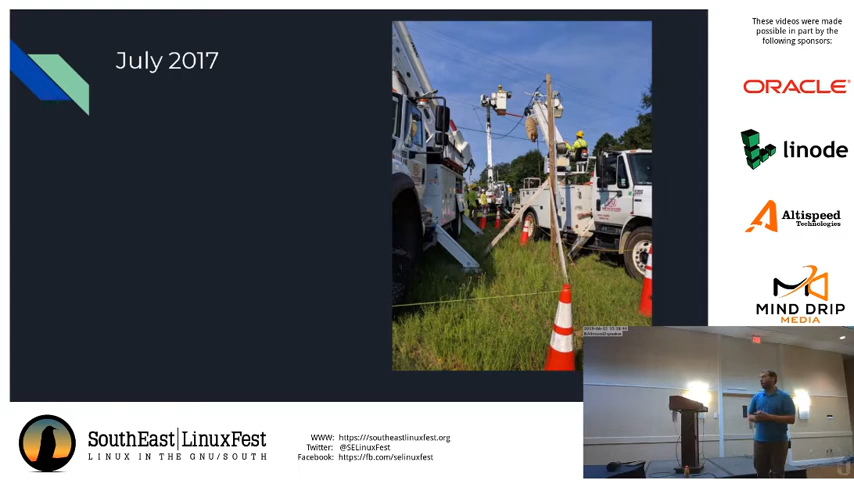 July 2017
These videos were made
possible in part by the
following sponsors:
ORACLE
linode
Altispeed
Technologies
MIND DRIP
MEDIA
SouthEast LinuxFest
LINUX IN THE GNU/SOUTH
WWW: https:///southeastlinuxfest.org
Twitter: @SELinuxFest
Facebook: https://fb.com/selinuxfest